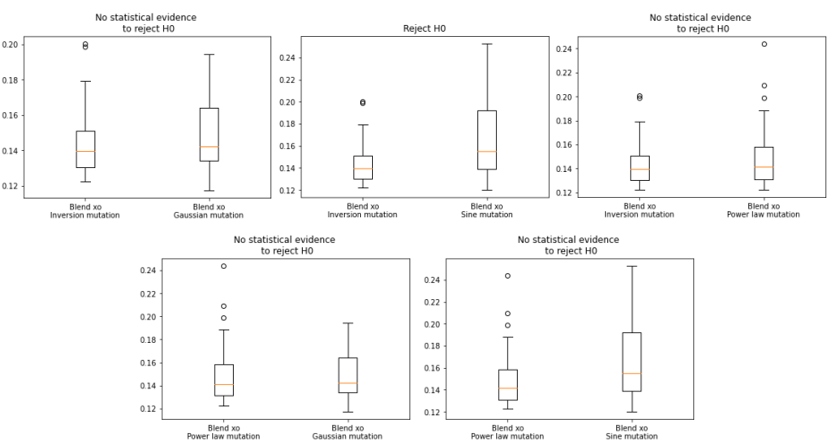 No statistical evidence
to reject H0
0.20
0.18
0.16
0.14
0.12
Blend xo
Inversion mutation
Blend xo
Gaussian mutation
Reject H0
0.24
0.22
0.20
0.18
0.16
0.14
0.12
Blend xo
Inversion mutation
Blend xo
Sine mutation
No statistical evidence
to reject H0
0.24
0.22
0.20
0.18
0.16
0.14
0.12
Blend xo
Inversion mutation
Blend xo
Power law mutation
No statistical evidence
to reject H0
0.24
0.22
0.20
0.18
0.16
0.14
0.12
Blend xo
Power law mutation
Blend xo
Gaussian mutation
No statistical evidence
to reject H0
0.24
0.22
0.20
0.18
0.16
0.14
0.12
Blend xo
Power law mutation
Blend xo
Sine mutation